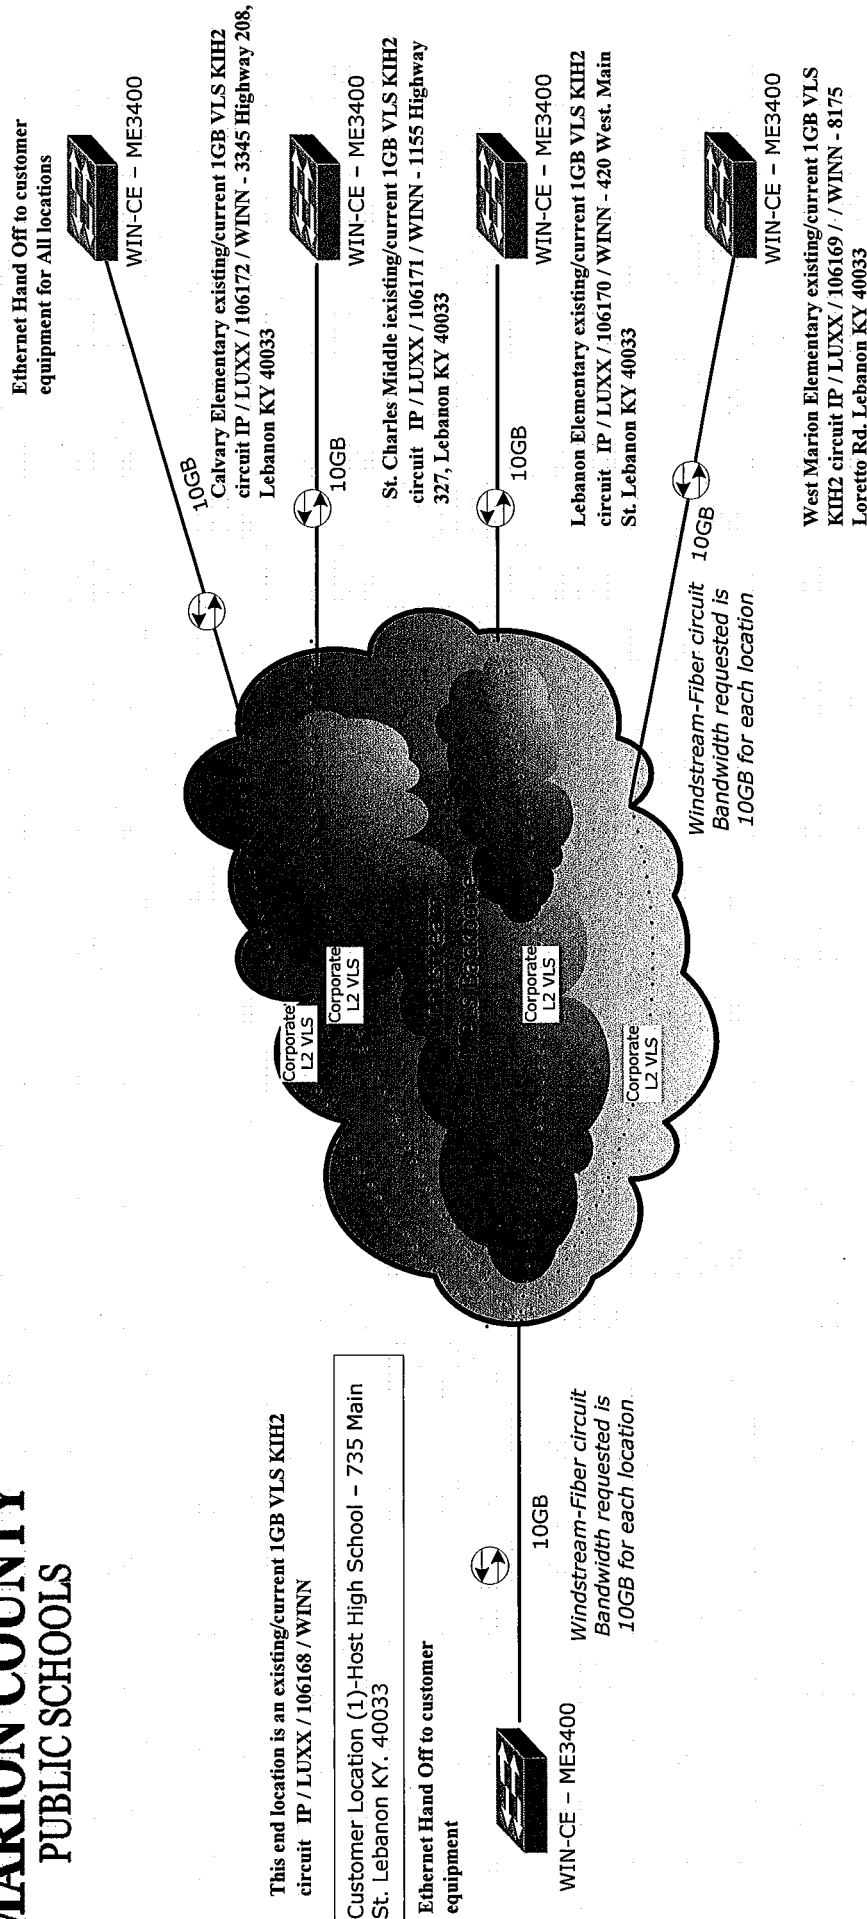 MARION COUNTY
PUBLIC SCHOOLS
This end location is an existing/current 1GB VLS KIH2
circuit IP / LUXX / 106168 / WINN
Customer Location (1)-Host High School – 735 Main
St. Lebanon KY. 40033
Ethernet Hand Off to customer
equipment
WIN-CE – ME3400
10GB
Windstream-Fiber circuit
Bandwidth requested is
10GB for each location
Corporate
L2 VLS
Corporate
L2 VLS
Corporate
L2 VLS
Corporate
L2 VLS
Backbone
Ethernet Hand Off to customer
equipment for All locations
10GB
WIN-CE – ME3400
Calvary Elementary existing/current 1GB VLS KIH2
circuit IP / LUXX / 106172 / WINN - 3345 Highway 208,
Lebanon KY 40033
10GB
WIN-CE – ME3400
St. Charles Middle iexisting/current 1GB VLS KIH2
circuit IP / LUXX / 106171 / WINN - 1155 Highway
327, Lebanon KY 40033
10GB
WIN-CE – ME3400
Lebanon Elementary existing/current 1GB VLS KIH2
circuit IP / LUXX / 106170 / WINN - 420 West. Main
St. Lebanon KY 40033
10GB
WIN-CE – ME3400
Windstream-Fiber circuit
Bandwidth requested is
10GB for each location
West Marion Elementary existing/current 1GB VLS
KIH2 circuit IP / LUXX / 106169 / / WINN - 8175
Loretto Rd. Lebanon KY 40033